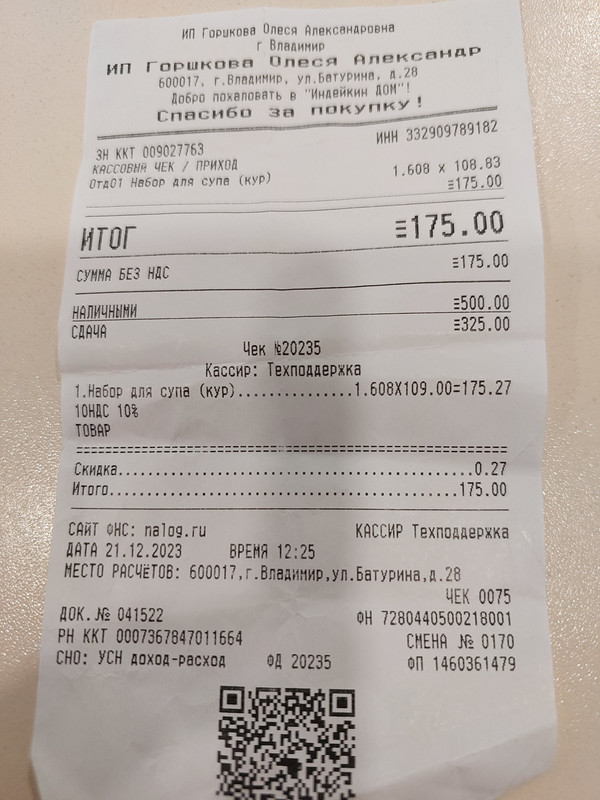 ИП Горшкова Олеся Александровна
г Владимир
ИП Горшкова Олеся Александр
600017, г.Владимир, ул.Батурина, д.28
Добро пожаловать в "Индейкин ДОМ"!
Спасибо за покупку!
ЗН ККТ 009027763 ИНН 332909789182
КАССОВЫЙ ЧЕК / ПРИХОД
Отд01 Набор для супа (кур) 1.608 x 108.83
≡175.00
ИТОГ ≡175.00
СУММА БЕЗ НДС ≡175.00
НАЛИЧНЫМИ ≡500.00
СДАЧА ≡325.00
Чек №20235
Кассир: Техподдержка
1.Набор для супа (кур)...............1.608X109.00=175.27
10НДС 10%
ТОВАР
========================================================
Скидка..............................................0.27
Итого.............................................175.00
САЙТ ФНС: nalog.ru КАССИР Техподдержка
ДАТА 21.12.2023 ВРЕМЯ 12:25
МЕСТО РАСЧЁТОВ: 600017,г.Владимир,ул.Батурина,д.28
ЧЕК 0075
ДОК.№ 041522 ФН 7280440500218001
РН ККТ 0007367847011664 СМЕНА № 0170
СНО: УСН доход-расход ФД 20235 ФП 1460361479